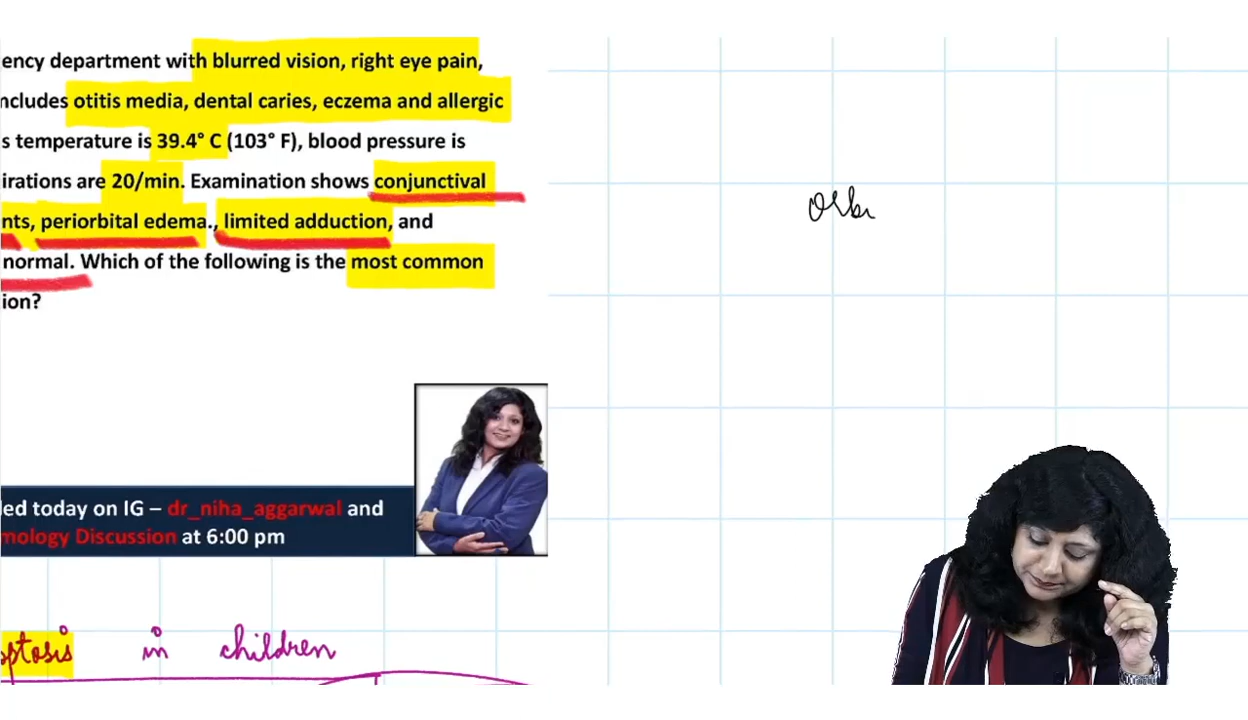 ency department with blurred vision, right eye pain,
ncludes otitis media, dental caries, eczema and allergic
s temperature is 39.4° C (103° F), blood pressure is
irations are 20/min. Examination shows conjunctival
nts, periorbital edema., limited adduction, and
normal. Which of the following is the most common
ion?
Orbi
led today on IG – dr_niha_aggarwal and
mology Discussion at 6:00 pm
ptosis in children